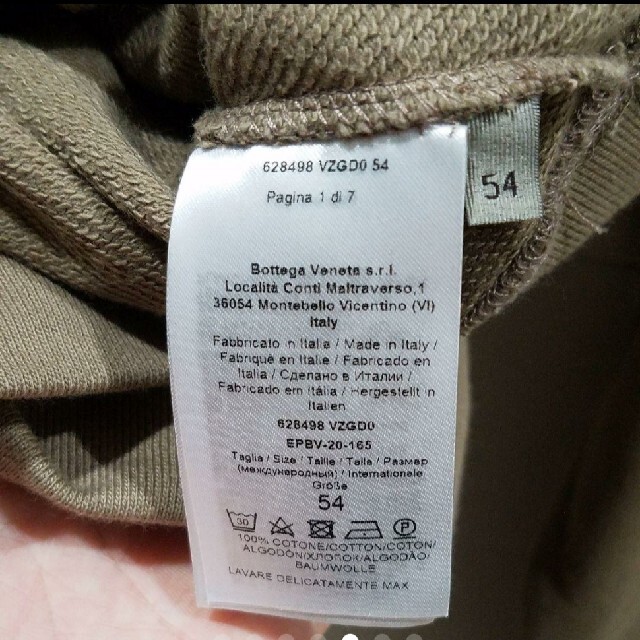 628498 VZGD0 54
Pagina 1 di 7
54
Bottega Veneta s.r.l.
Località Conti Maltraverso,1
36054 Montebello Vicentino (VI)
Italy
Fabbricato in Italia / Made in Italy /
Fabriqué en Italie / Fabricado en
Italia / Сделано в Италии /
Fabricado em Itália / Hergestellt in
Italien
628498 VZGD0
EPBV-20-165
Taglia / Size / Taille / Talla / Размер
(международный) / Internationale
Größe
54
30
P
100% COTONE/COTTON/COTON/
ALGODÓN/ХЛОПОК/ALGODÃO/
BAUMWOLLE
LAVARE DELICATAMENTE MAX